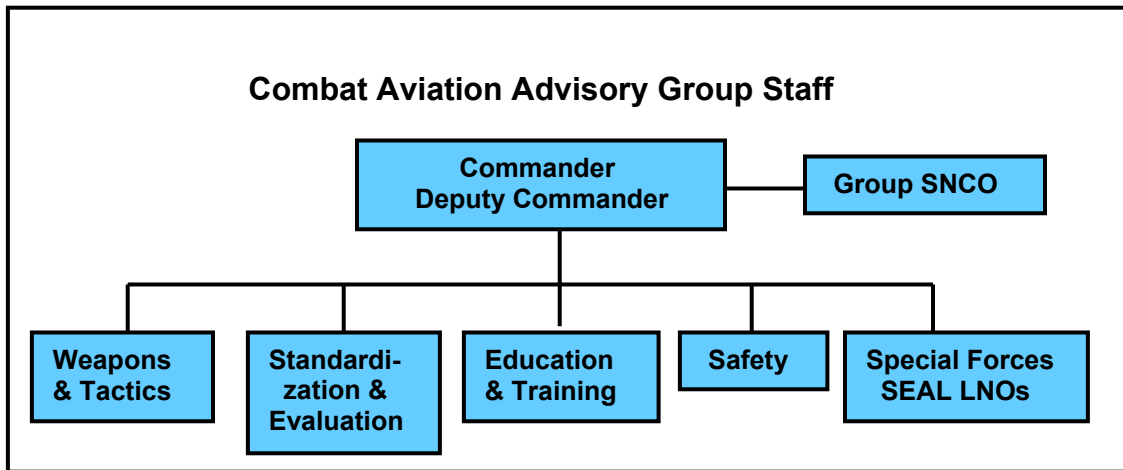 Combat Aviation Advisory Group Staff
Commander
Deputy Commander
Group SNCO
Weapons
& Tactics
Standardi-
zation &
Evaluation
Education
& Training
Safety
Special Forces
SEAL LNOs